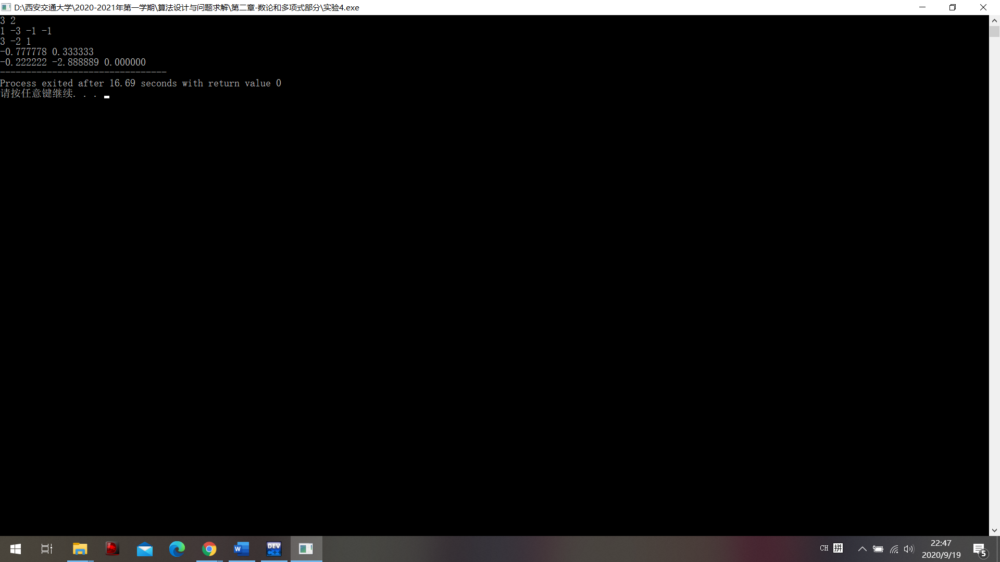 D:\西安交通大学\2020-2021年第一学期\算法设计与问题求解\第二章-数论和多项式部分\实验4.exe
3 2
1 -3 -1 -1
3 -2 1
-0.777778 0.333333
-0.222222 -2.888889 0.000000
--------------------------------
Process exited after 16.69 seconds with return value 0
请按任意键继续. . .
W
DEV
C++
CH 拼
22:47
2020/9/19
5